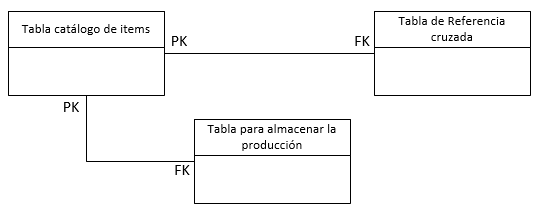 Tabla catálogo de items
PK
FK
Tabla de Referencia
cruzada
PK
Tabla para almacenar la
producción
FK